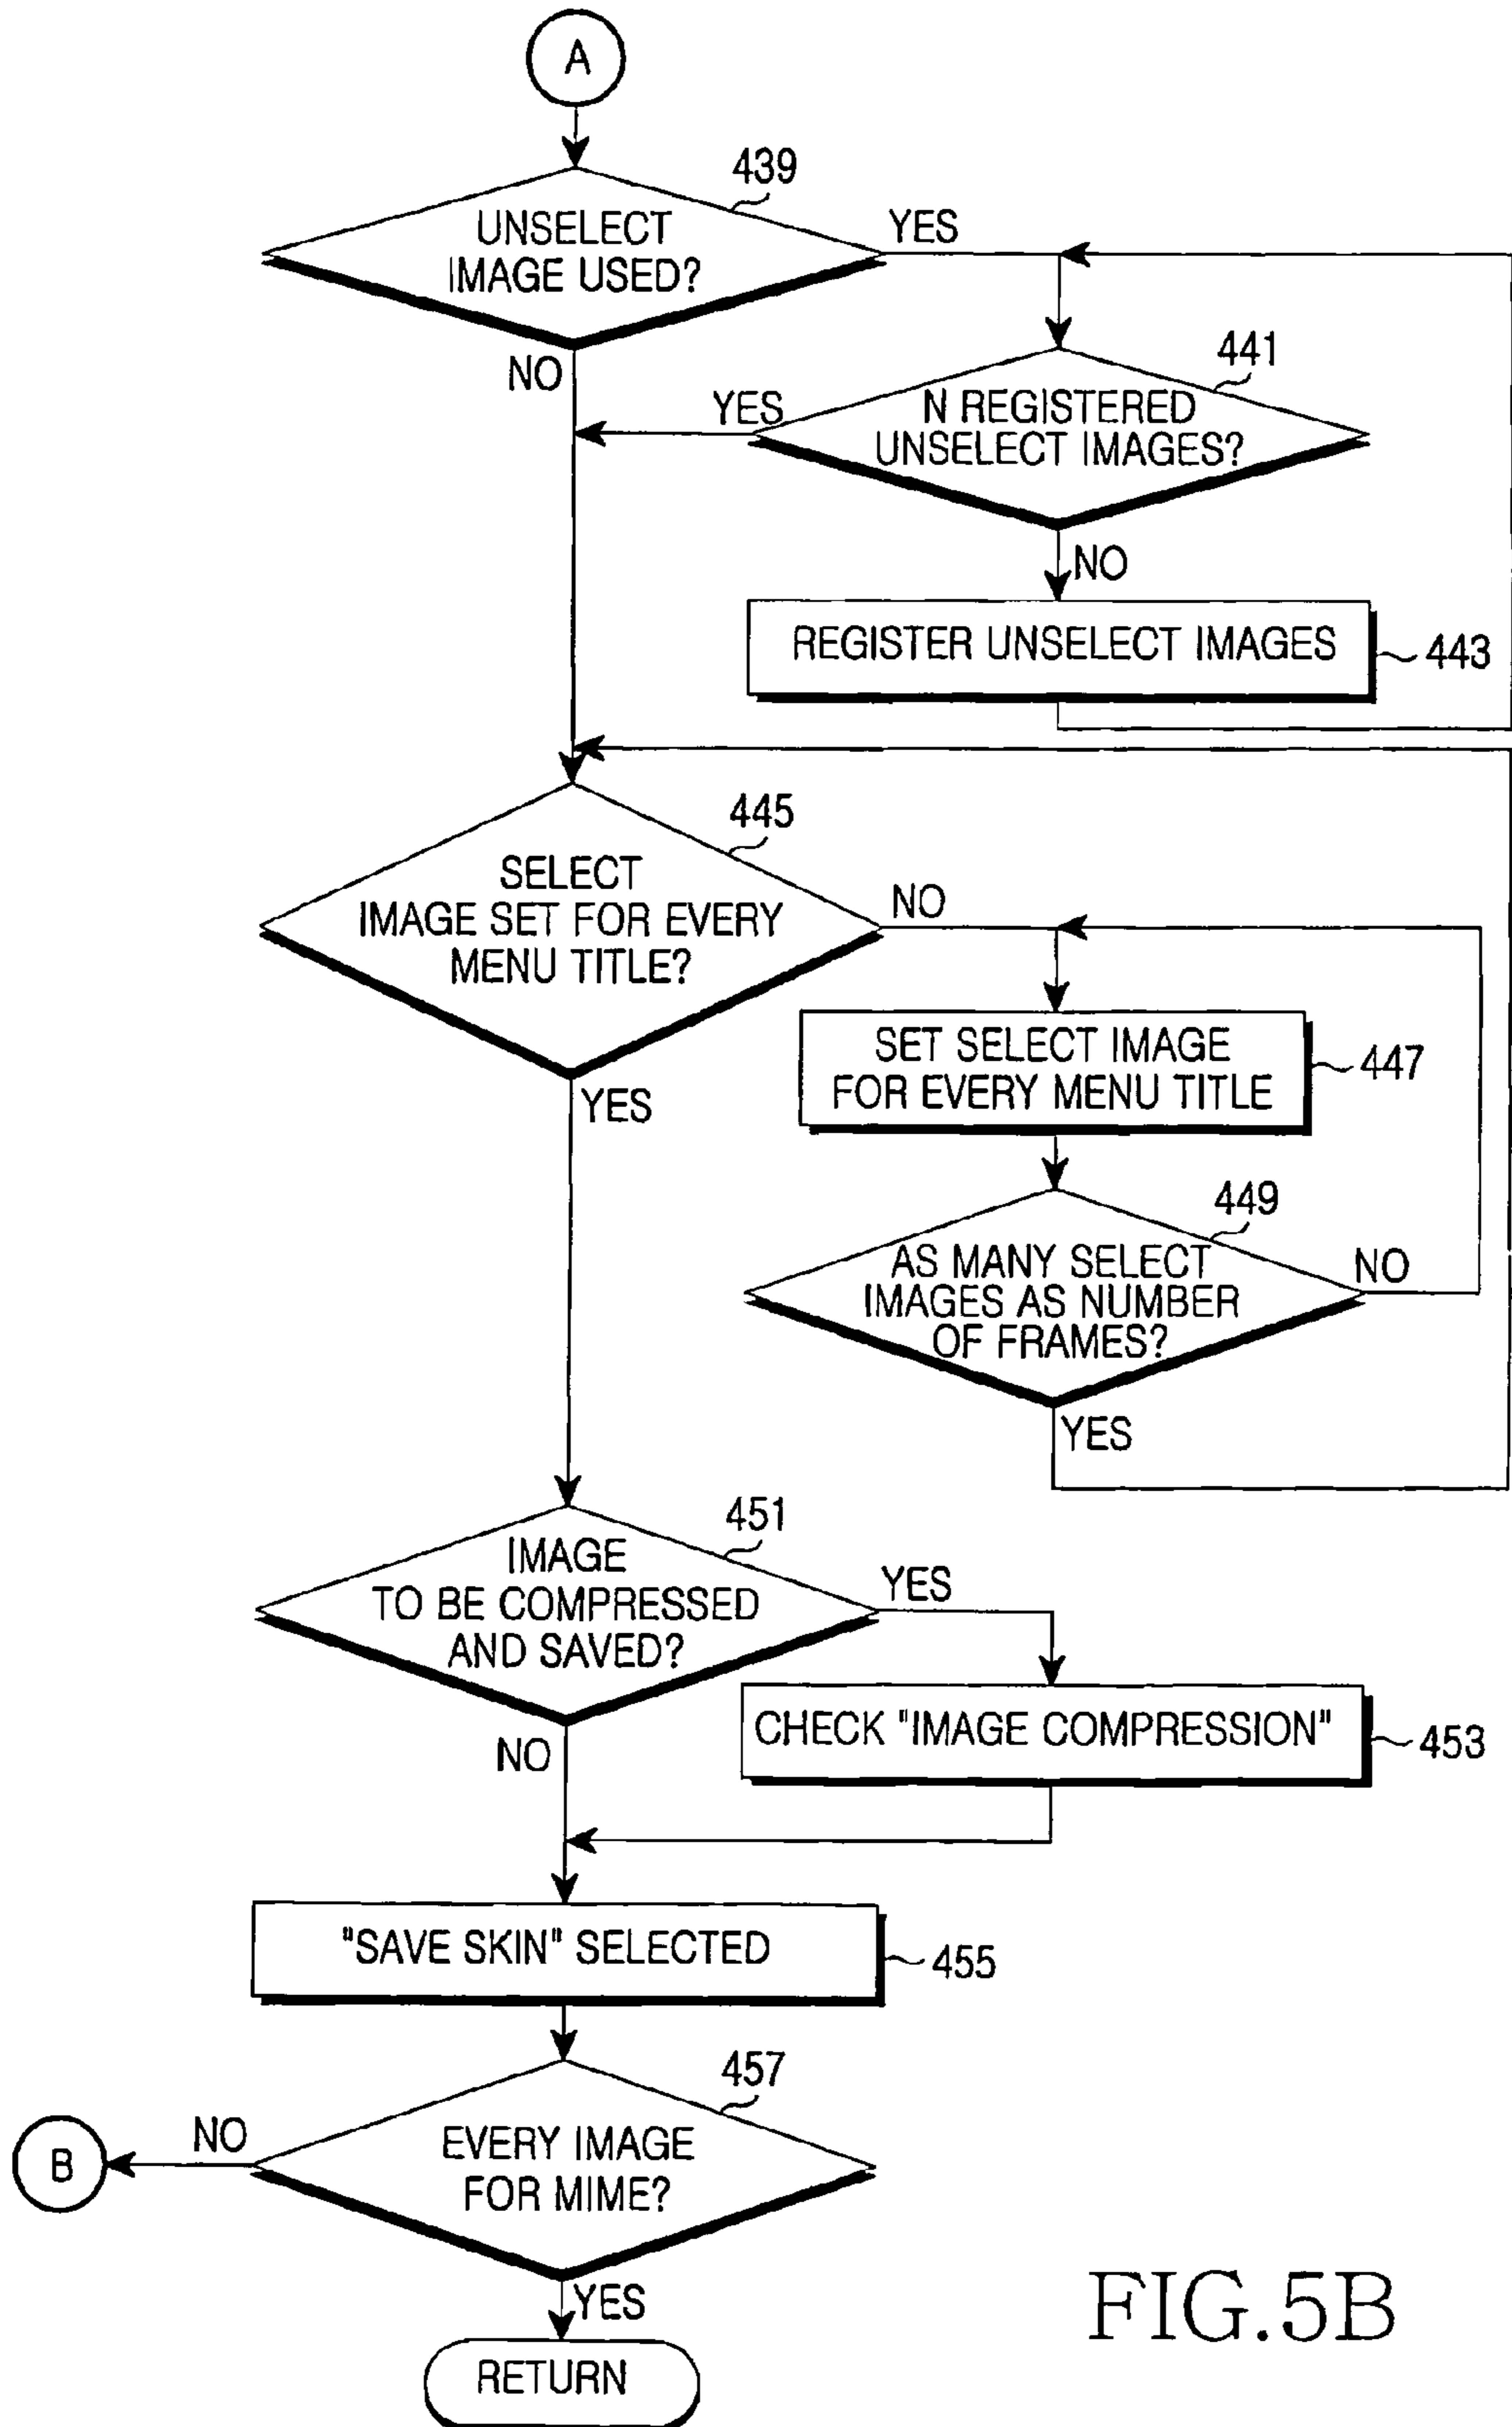 A
439
UNSELECT
IMAGE USED?
YES
NO
441
N REGISTERED
UNSELECT IMAGES?
YES
NO
REGISTER UNSELECT IMAGES
443
445
SELECT
IMAGE SET FOR EVERY
MENU TITLE?
NO
YES
SET SELECT IMAGE
FOR EVERY MENU TITLE
447
449
AS MANY SELECT
IMAGES AS NUMBER
OF FRAMES?
NO
YES
451
IMAGE
TO BE COMPRESSED
AND SAVED?
YES
NO
CHECK "IMAGE COMPRESSION"
453
"SAVE SKIN" SELECTED
455
457
EVERY IMAGE
FOR MIME?
NO
B
YES
RETURN
FIG.5B